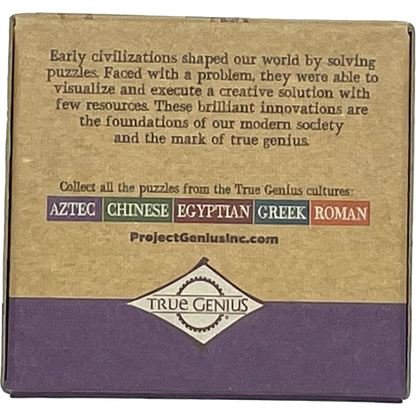 Early civilizations shaped our world by solving
puzzles. Faced with a problem, they were able to
visualize and execute a creative solution with
few resources. These brilliant innovations are
the foundations of our modern society
and the mark of true genius.
Collect all the puzzles from the True Genius cultures:
AZTEC CHINESE EGYPTIAN GREEK ROMAN
ProjectGeniusInc.com
TRUE GENIUS®